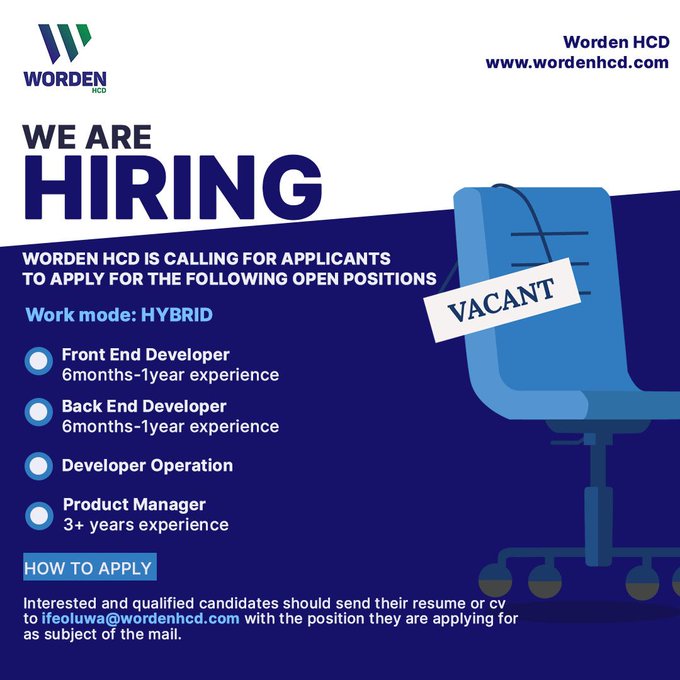 WORDEN
HCD
Worden HCD
www.wordenhcd.com
WE ARE
HIRING
WORDEN HCD IS CALLING FOR APPLICANTS
TO APPLY FOR THE FOLLOWING OPEN POSITIONS
Work mode: HYBRID
Front End Developer
6months-1year experience
Back End Developer
6months-1year experience
Developer Operation
Product Manager
3+ years experience
VACANT
HOW TO APPLY
Interested and qualified candidates should send their resume or cv
to ifeoluwa@wordenhcd.com with the position they are applying for
as subject of the mail.